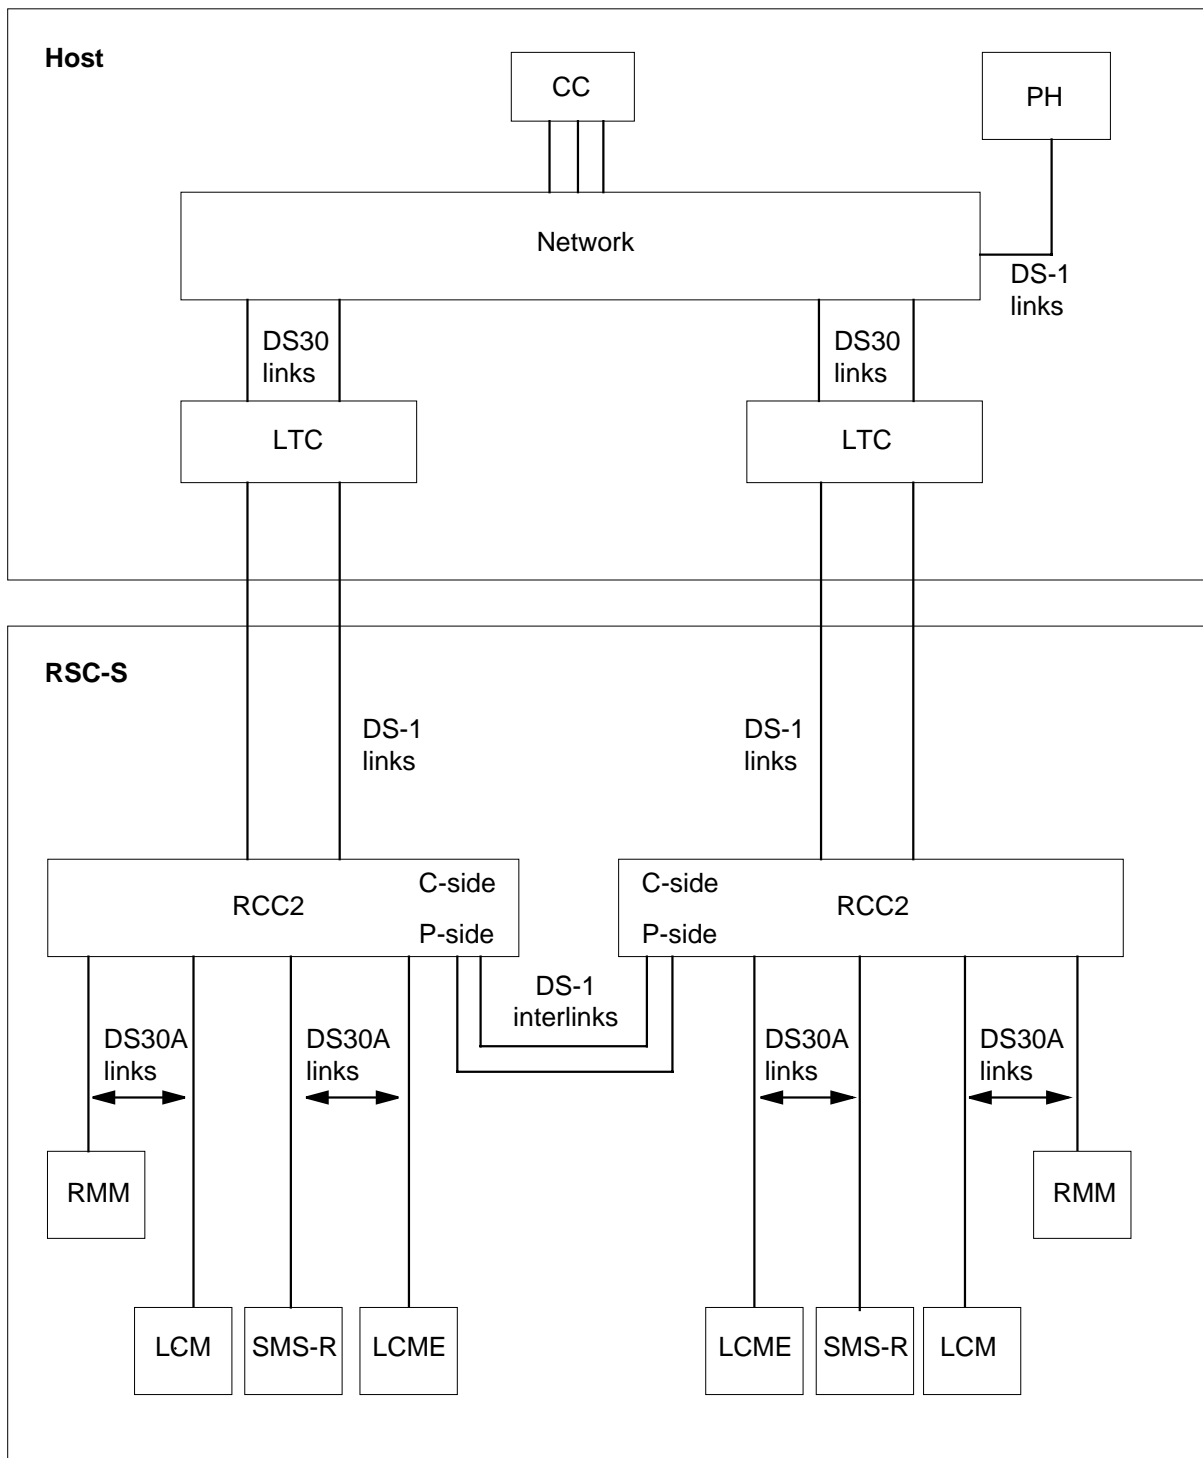 Host
CC
PH
Network
DS-1
links
DS30
links
DS30
links
LTC
LTC
RSC-S
DS-1
links
DS-1
links
C-side
RCC2
P-side
C-side
RCC2
P-side
DS-1
interlinks
DS30A
links
DS30A
links
DS30A
links
DS30A
links
RMM
RMM
LCM
SMS-R
LCME
LCME
SMS-R
LCM